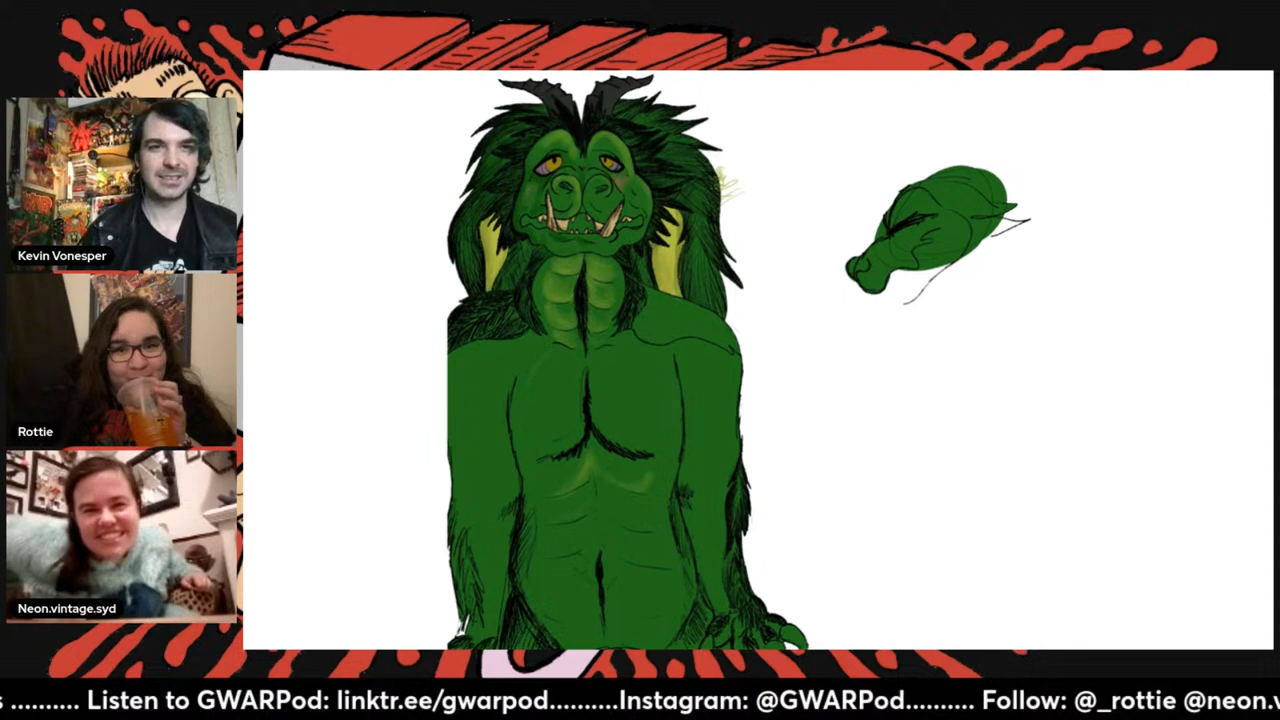 Kevin Vonesper
Rottie
Neon.vintage.syd
s .......... Listen to GWARPod: linktr.ee/gwarpod..........Instagram: @GWARPod.......... Follow: @_rottie @neon.v